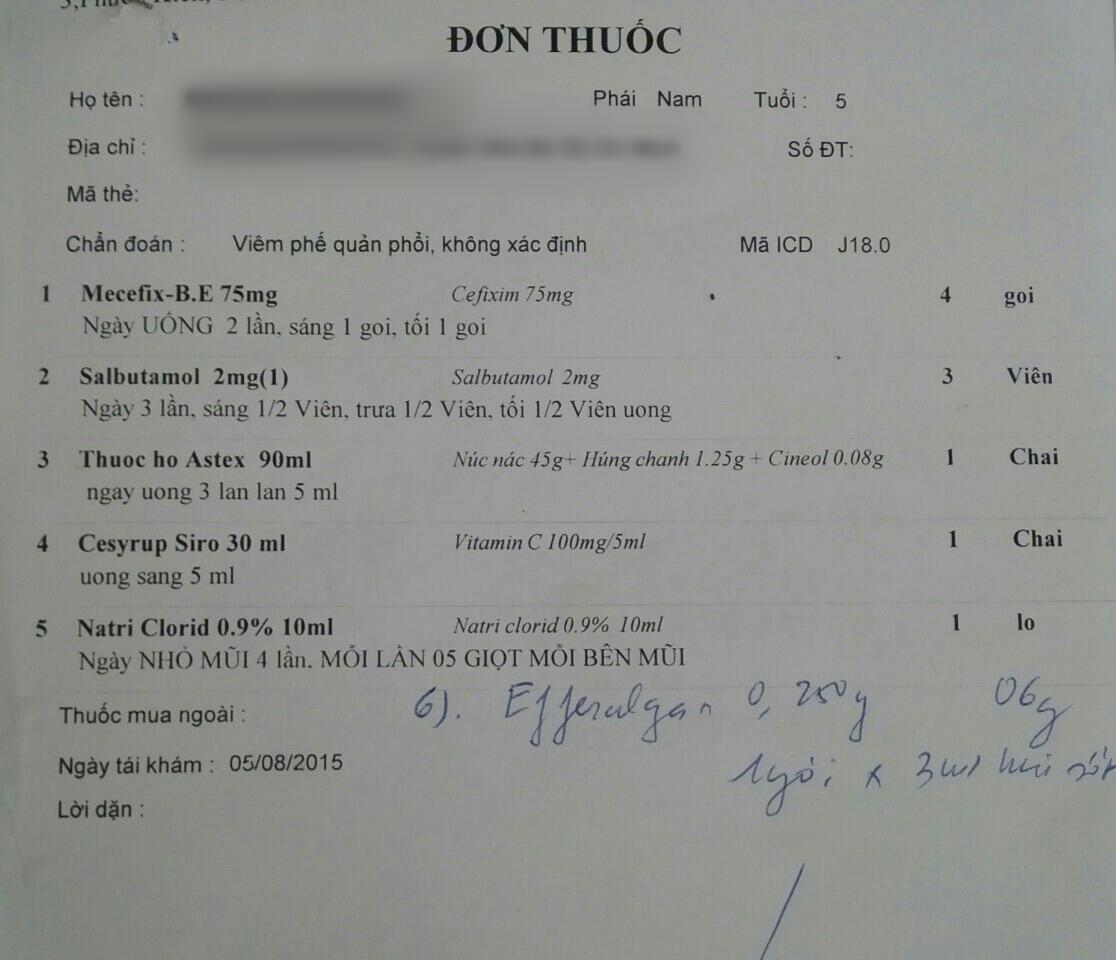 ĐƠN THUỐC
Họ tên : Phái Nam Tuổi : 5
Địa chỉ : Số ĐT:
Mã thẻ:
Chẩn đoán : Viêm phế quản phổi, không xác định Mã ICD J18.0
1 Mecefix-B.E 75mg Cefixim 75mg 4 goi
Ngày UỐNG 2 lần, sáng 1 goi, tối 1 goi
2 Salbutamol 2mg(1) Salbutamol 2mg 3 Viên
Ngày 3 lần, sáng 1/2 Viên, trưa 1/2 Viên, tối 1/2 Viên uong
3 Thuoc ho Astex 90ml Núc nác 45g+ Húng chanh 1.25g + Cineol 0.08g 1 Chai
ngay uong 3 lan lan 5 ml
4 Cesyrup Siro 30 ml Vitamin C 100mg/5ml 1 Chai
uong sang 5 ml
5 Natri Clorid 0.9% 10ml Natri clorid 0.9% 10ml 1 lo
Ngày NHỎ MŨI 4 lần. MỖI LẦN 05 GIỌT MỖI BÊN MŨI
Thuốc mua ngoài : 6). Efferalgan 0,250g 06g
1gói x 3
Ngày tái khám : 05/08/2015
Lời dặn :